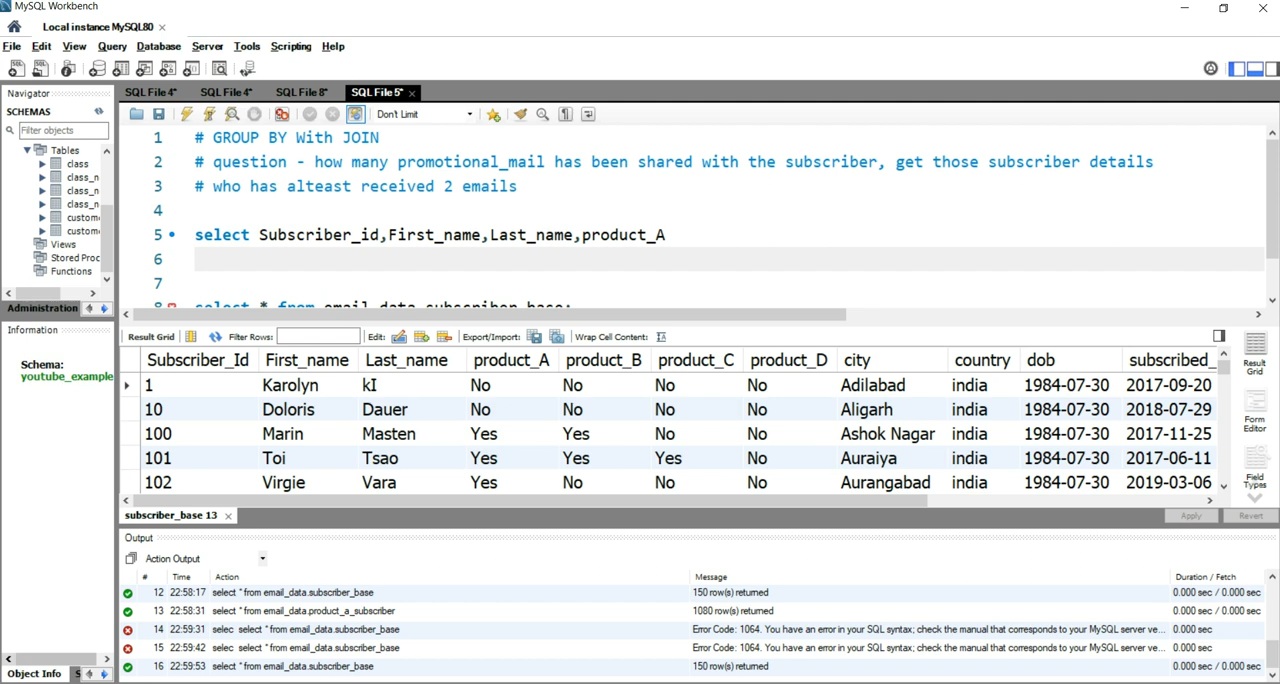 MySQL Workbench
Local instance MySQL80
File Edit View Query Database Server Tools Scripting Help
Navigator
SCHEMAS
Filter objects
Tables
class
class_n
class_n
class_n
custom
custom
Views
Stored Proc
Functions
Administration
Information
Schema:
youtube_example
Object Info S
SQL File 4* SQL File 4* SQL File 8* SQL File 5*
Don't Limit
1 # GROUP BY With JOIN
2 # question - how many promotional_mail has been shared with the subscriber, get those subscriber details
3 # who has alteast received 2 emails
4
5 select Subscriber_id,First_name,Last_name,product_A
6
7
8 select * from email_data.subscriber_base;
Result Grid Filter Rows: Edit: Export/Import: Wrap Cell Content:
Subscriber_Id First_name Last_name product_A product_B product_C product_D city country dob subscribed_
1 Karolyn kI No No No No Adilabad india 1984-07-30 2017-09-20
10 Doloris Dauer No No No No Aligarh india 1984-07-30 2018-07-29
100 Marin Masten Yes Yes No No Ashok Nagar india 1984-07-30 2017-11-25
101 Toi Tsao Yes Yes Yes No Auraiya india 1984-07-30 2017-06-11
102 Virgie Vara Yes No No No Aurangabad india 1984-07-30 2019-03-06
Result
Grid
Form
Editor
Field
Types
subscriber_base 13
Apply Revert
Output
Action Output
# Time Action Message Duration / Fetch
12 22:58:17 select * from email_data.subscriber_base 150 row(s) returned 0.000 sec / 0.000 sec
13 22:58:31 select * from email_data.product_a_subscriber 1080 row(s) returned 0.000 sec / 0.000 sec
14 22:59:31 selec select * from email_data.subscriber_base Error Code: 1064. You have an error in your SQL syntax; check the manual that corresponds to your MySQL server ve... 0.000 sec
15 22:59:42 selec select * from email_data.subscriber_base Error Code: 1064. You have an error in your SQL syntax; check the manual that corresponds to your MySQL server ve... 0.000 sec
16 22:59:53 select * from email_data.subscriber_base 150 row(s) returned 0.000 sec / 0.000 sec